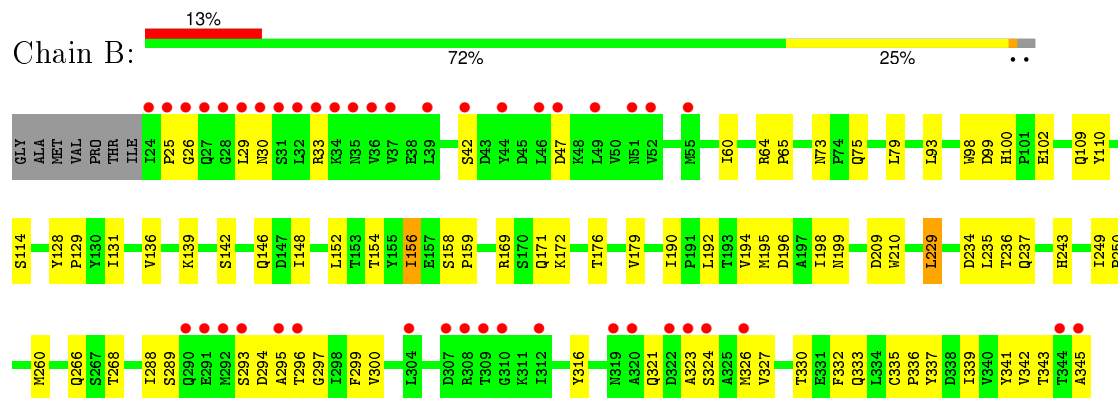 13%
Chain B:
72% 25% • •
GLY ALA MET VAL PRO THR ILE I24 P25 G26 Q27 G28 L29 N30 S31 L32 R33 K34 N35 V36 V37 E38 L39 S42 D43 Y44 D45 L46 D47 K48 L49 V50 N51 V52 M55 I60 R64 P65 N73 P74 Q75 L79 L93 W98 D99 H100 P101 E102 Q109 Y110
S114 Y128 P129 Y130 I131 V136 K139 S142 Q146 D147 I148 L152 T153 T154 Y155 I156 E157 S158 P159 R169 S170 Q171 K172 T176 V179 I190 P191 L192 T193 V194 M195 D196 A197 I198 N199 D209 W210 L229 D234 L235 T236 Q237 H243 I249 P250
M260 Q266 S267 T268 I288 S289 Q290 E291 M292 S293 D294 A295 T296 G297 I298 F299 V300 L304 D307 R308 T309 G310 K311 I312 Y316 N319 A320 Q321 D322 A323 S324 A325 M326 V327 T330 E331 F332 Q333 L334 C335 P336 Y337 D338 I339 V340 Y341 V342 T343 T344 A345